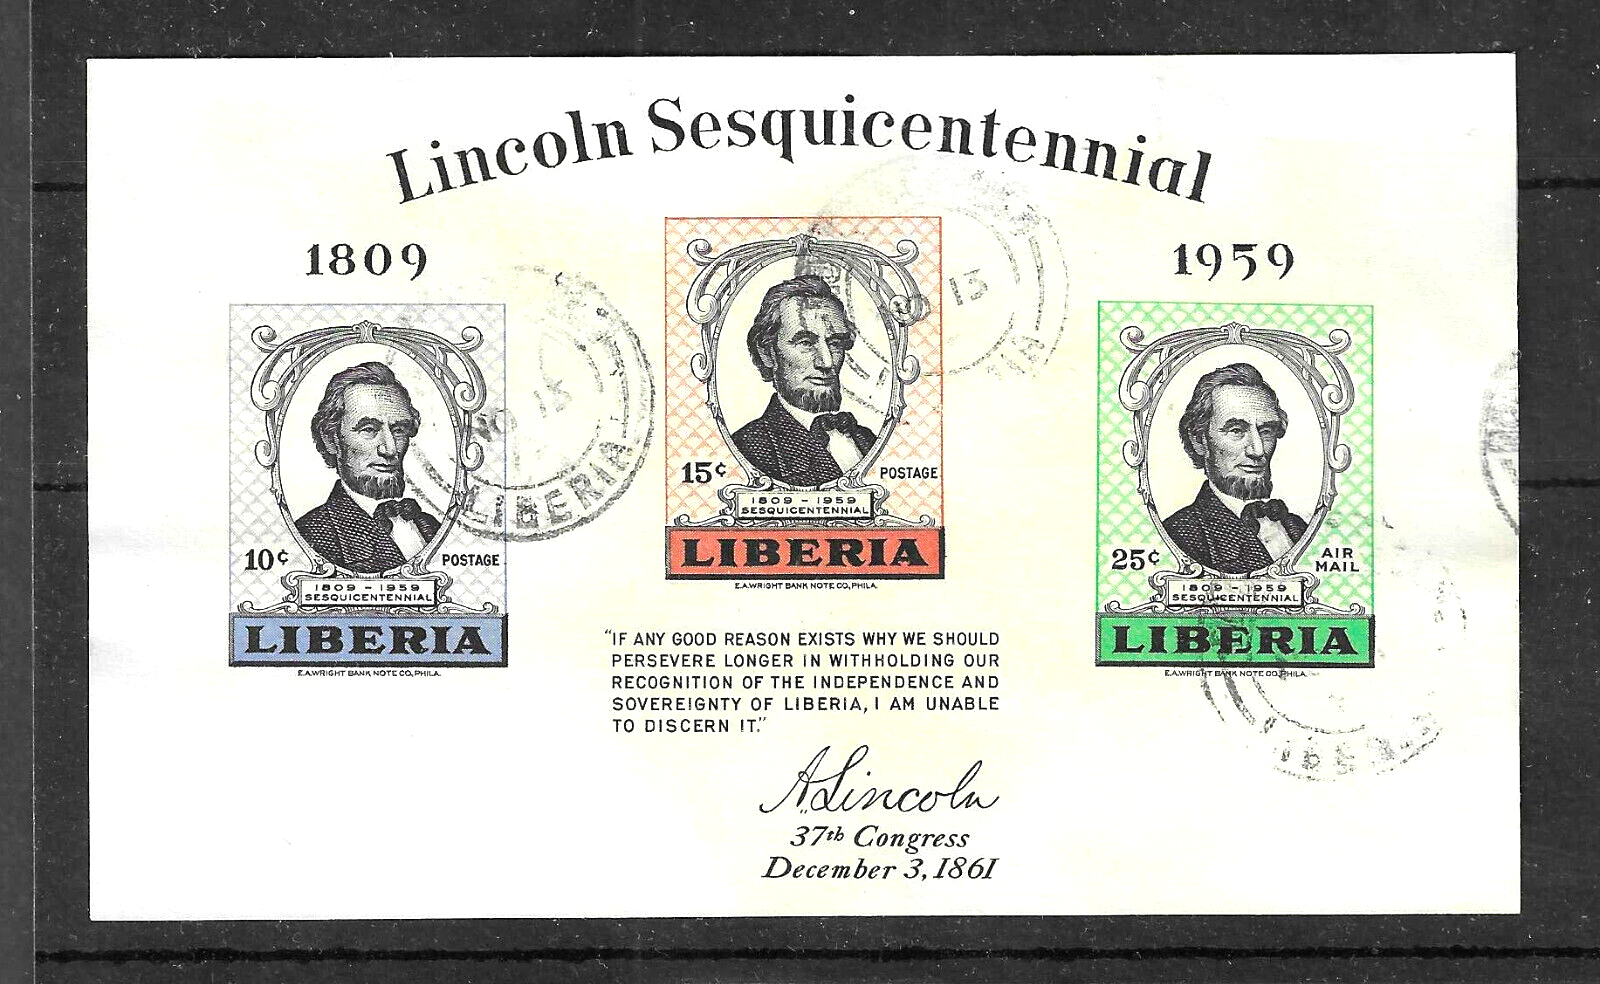 Lincoln Sesquicentennial
1809
1959
10¢
POSTAGE
1809 - 1959
SESQUICENTENNIAL
LIBERIA
E.A.WRIGHT BANK NOTE CO., PHILA.
15¢
POSTAGE
1809 - 1959
SESQUICENTENNIAL
LIBERIA
E.A.WRIGHT BANK NOTE CO., PHILA.
25¢
AIR
MAIL
1809 - 1959
SESQUICENTENNIAL
LIBERIA
E.A.WRIGHT BANK NOTE CO., PHILA.
"IF ANY GOOD REASON EXISTS WHY WE SHOULD
PERSEVERE LONGER IN WITHHOLDING OUR
RECOGNITION OF THE INDEPENDENCE AND
SOVEREIGNTY OF LIBERIA, I AM UNABLE
TO DISCERN IT."
A. Lincoln
37th Congress
December 3, 1861
NO 13
LIBERIA
13